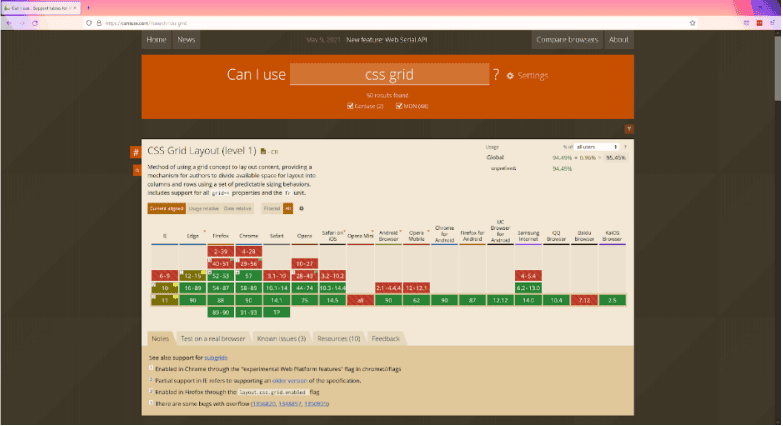 Can I use... Support tables for
https://caniuse.com/?search=css grid
Home News May 9, 2021 New feature: Web Serial API Compare browsers About
Can I use css grid ? Settings
50 results found
Caniuse (2) MDN (48)
CSS Grid Layout (level 1) - CR
Usage % of all users ?
Global 94.49% + 0.96% = 95.45%
unprefixed: 94.49%
Method of using a grid concept to lay out content, providing a
mechanism for authors to divide available space for layout into
columns and rows using a set of predictable sizing behaviors.
Includes support for all grid-* properties and the fr unit.
Current aligned Usage relative Date relative Filtered All
IE Edge Firefox Chrome Safari Opera Safari on iOS Opera Mini Android Browser Opera Mobile Chrome for Android Firefox for Android UC Browser for Android Samsung Internet QQ Browser Baidu Browser KaiOS Browser
2-39 4-28
40-51 29-56 10-27
6-9 12-15 52-53 57 3.1-10 28-43 3.2-10.2 4-5.4
10 16-89 54-87 58-89 10.1-14 44-74 10.3-14.4 2.1-4.4.4 12-12.1 6.2-13.0
11 90 88 90 14.1 75 14.5 all 90 62 90 87 12.12 14.0 10.4 7.12 2.5
89-90 91-93 TP
Notes Test on a real browser Known issues (3) Resources (10) Feedback
See also support for subgrids
Enabled in Chrome through the "experimental Web Platform features" flag in chrome://flags
Partial support in IE refers to supporting an older version of the specification.
Enabled in Firefox through the layout.css.grid.enabled flag
There are some bugs with overflow (1356820, 1348857, 1350925)